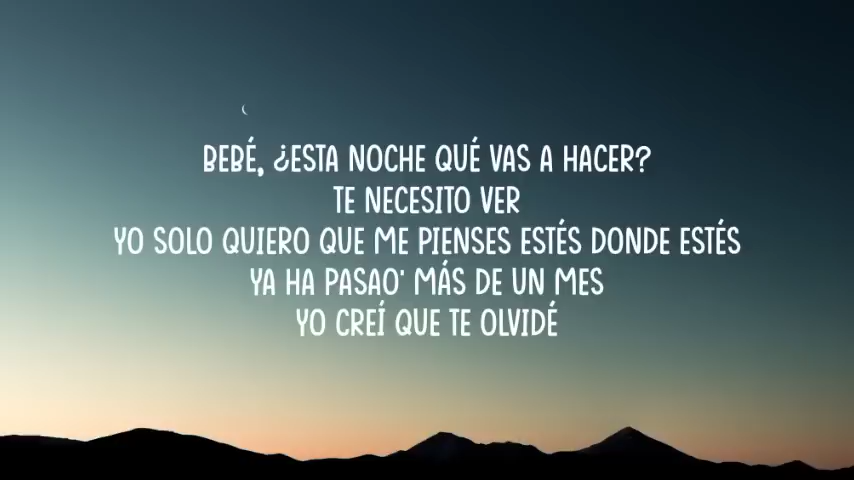 BEBÉ, ¿ESTA NOCHE QUÉ VAS A HACER?
TE NECESITO VER
YO SOLO QUIERO QUE ME PIENSES ESTÉS DONDE ESTÉS
YA HA PASAO' MÁS DE UN MES
YO CREÍ QUE TE OLVIDÉ